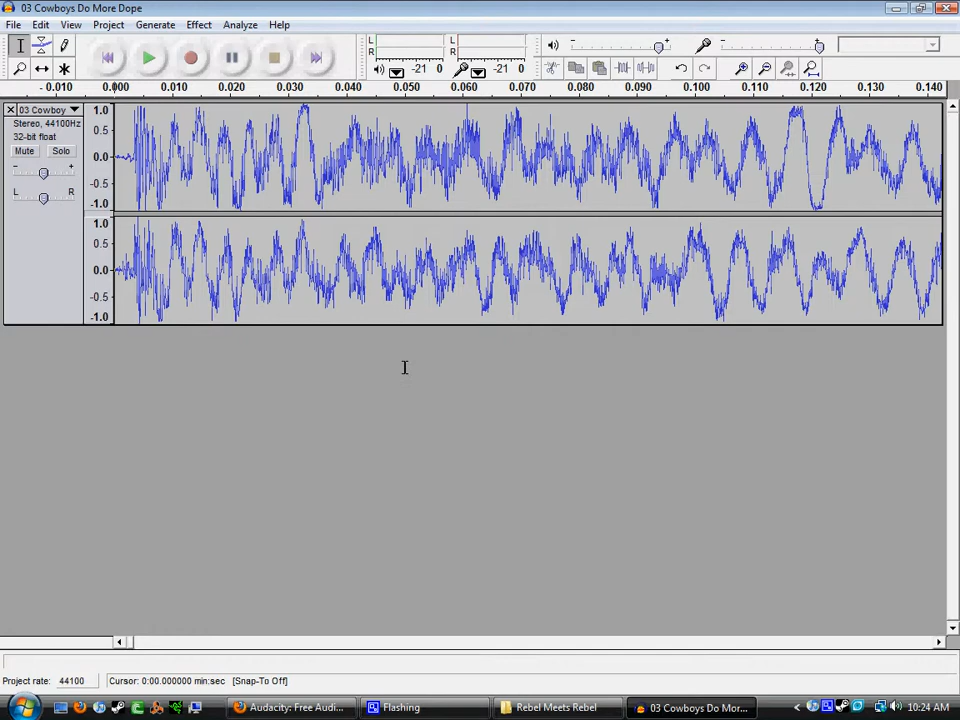 03 Cowboys Do More Dope
File Edit View Project Generate Effect Analyze Help
L R -21 0 L R -21 0
- 0.010 0.000 0.010 0.020 0.030 0.040 0.050 0.060 0.070 0.080 0.090 0.100 0.110 0.120 0.130 0.140
03 Cowboy
Stereo, 44100Hz
32-bit float
Mute Solo
- +
L R
1.0
0.5
0.0
-0.5
-1.0
1.0
0.5
0.0
-0.5
-1.0
Project rate: 44100 Cursor: 0:00.000000 min:sec [Snap-To Off]
Audacity: Free Audi... Flashing Rebel Meets Rebel 03 Cowboys Do Mor... 10:24 AM